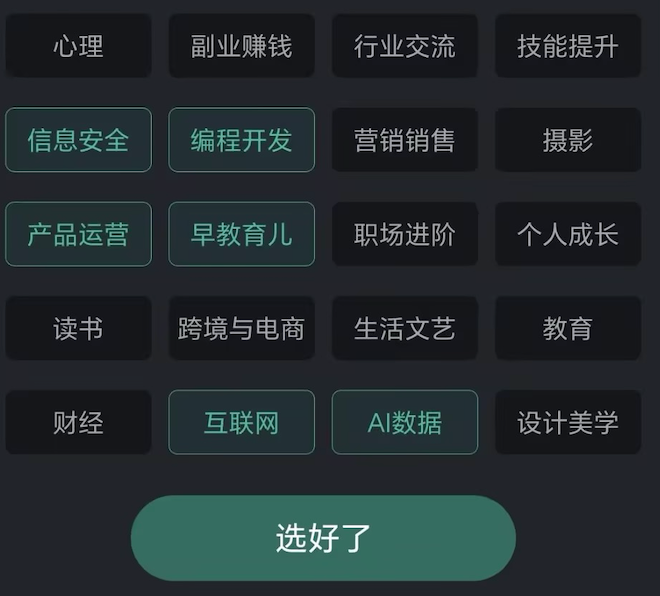 心理 副业赚钱 行业交流 技能提升
信息安全 编程开发 营销销售 摄影
产品运营 早教育儿 职场进阶 个人成长
读书 跨境与电商 生活文艺 教育
财经 互联网 AI数据 设计美学
选好了